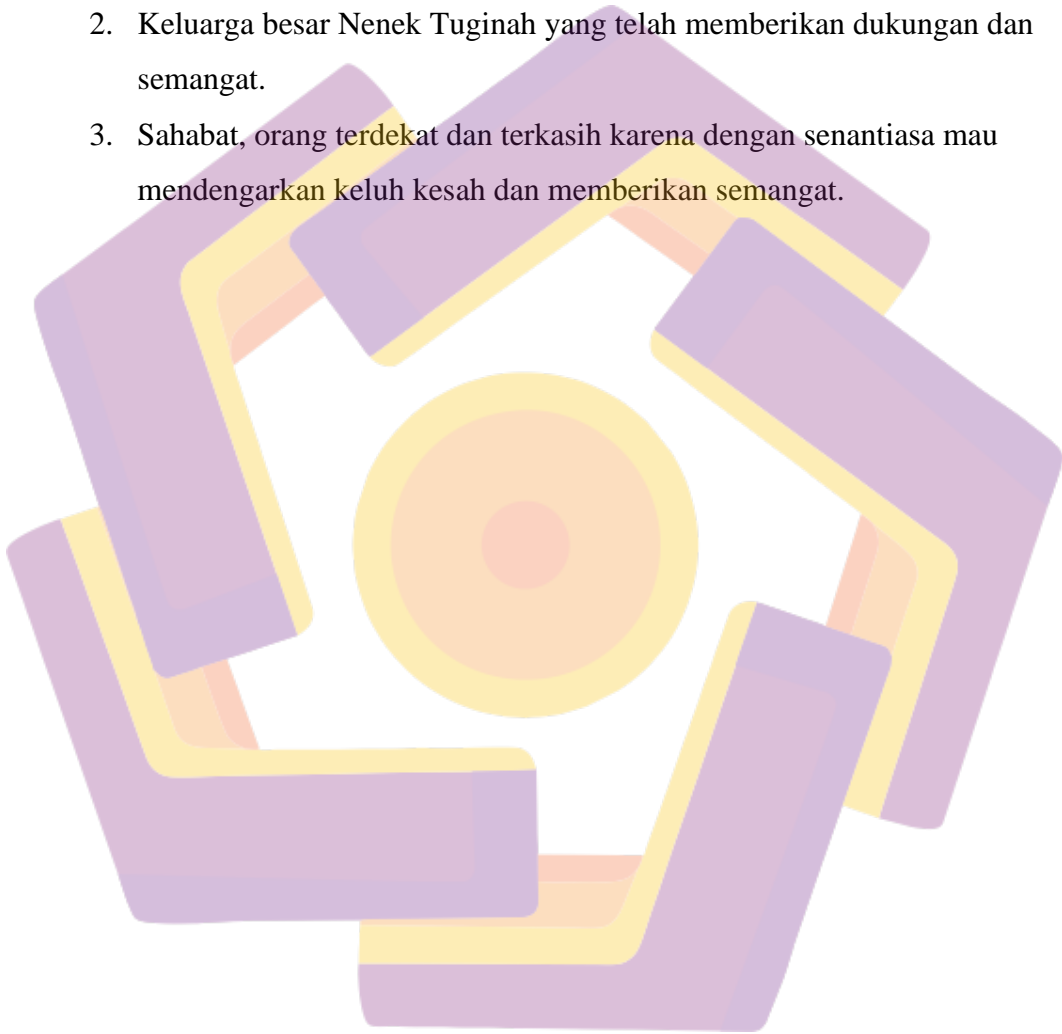 2. Keluarga besar Nenek Tuginah yang telah memberikan dukungan dan
semangat.
3. Sahabat, orang terdekat dan terkasih karena dengan senantiasa mau
mendengarkan keluh kesah dan memberikan semangat.